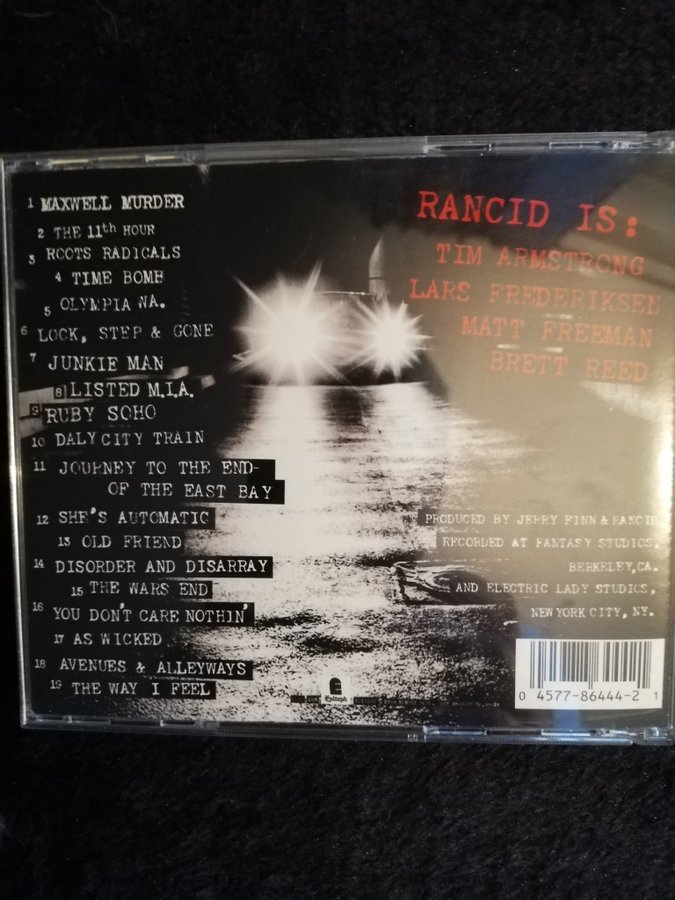 1 MAXWELL MURDER
2 THE 11th HOUR
3 ROOTS RADICALS
4 TIME BOMB
5 OLYMPIA WA.
6 LOCK, STEP & GONE
7 JUNKIE MAN
8 LISTED M.I.A.
9 RUBY SOHO
10 DALY CITY TRAIN
11 JOURNEY TO THE END-
OF THE EAST BAY
12 SHE'S AUTOMATIC
13 OLD FRIEND
14 DISORDER AND DISARRAY
15 THE WARS END
16 YOU DON'T CARE NOTHIN'
17 AS WICKED
18 AVENUES & ALLEYWAYS
19 THE WAY I FEEL
RANCID IS:
TIM ARMSTRONG
LARS FREDERIKSEN
MATT FREEMAN
BRETT REED
PRODUCED BY JERRY FINN & RANCID
RECORDED AT FANTASY STUDIOS,
BERKELEY, CA.
AND ELECTRIC LADY STUDIOS,
NEW YORK CITY, NY.
Epitaph
0 4577-86444-2 1